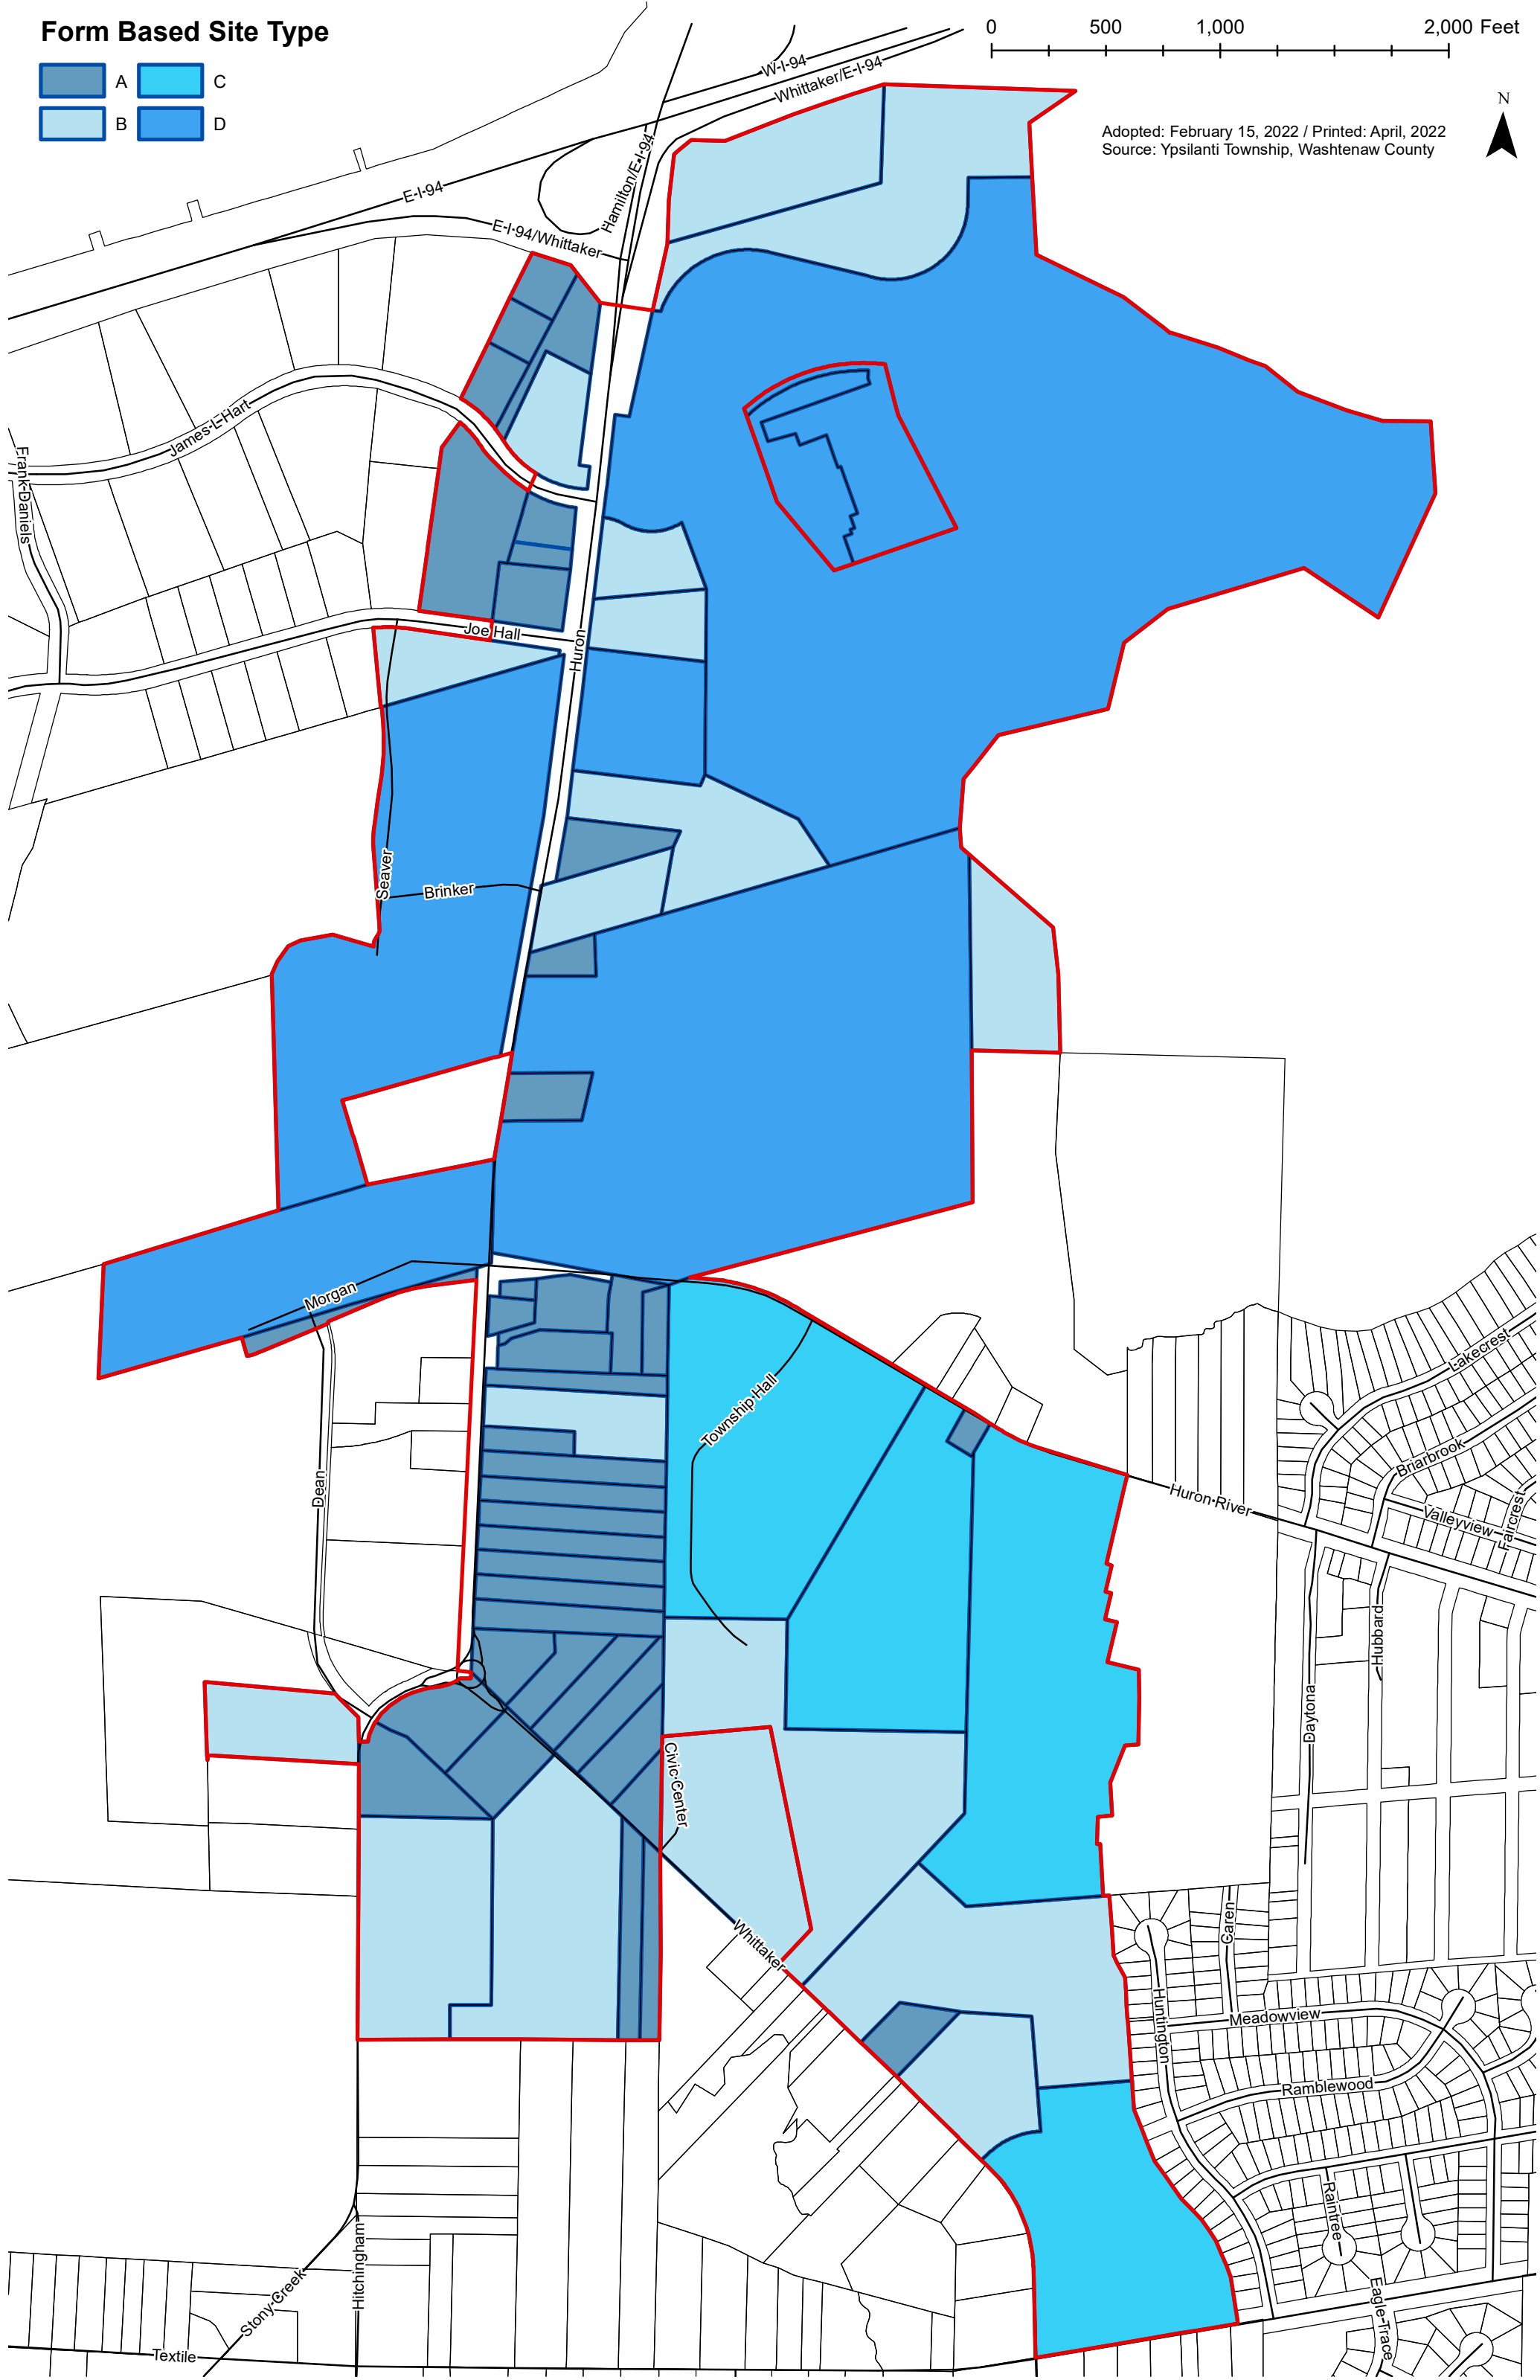 Form Based Site Type
A
C
B
D
0 500 1,000 2,000 Feet
N
Adopted: February 15, 2022 / Printed: April, 2022
Source: Ypsilanti Township, Washtenaw County
W-I-94
Whittaker/E-I-94
Hamilton/E-I-94
E-I-94
E-I-94/Whittaker
James-L-Hart
Frank-Daniels
Joe Hall
Huron
Seaver
Brinker
Morgan
Township Hall
Dean
Huron-River
Lakecrest
Briarbrook
Valleyview
Faircrest
Hubbard
Daytona
Civic-Center
Whittaker
Caren
Huntington
Meadowview
Ramblewood
Raintree
Eagle-Trace
Stony-Creek
Hitchingham
Textile